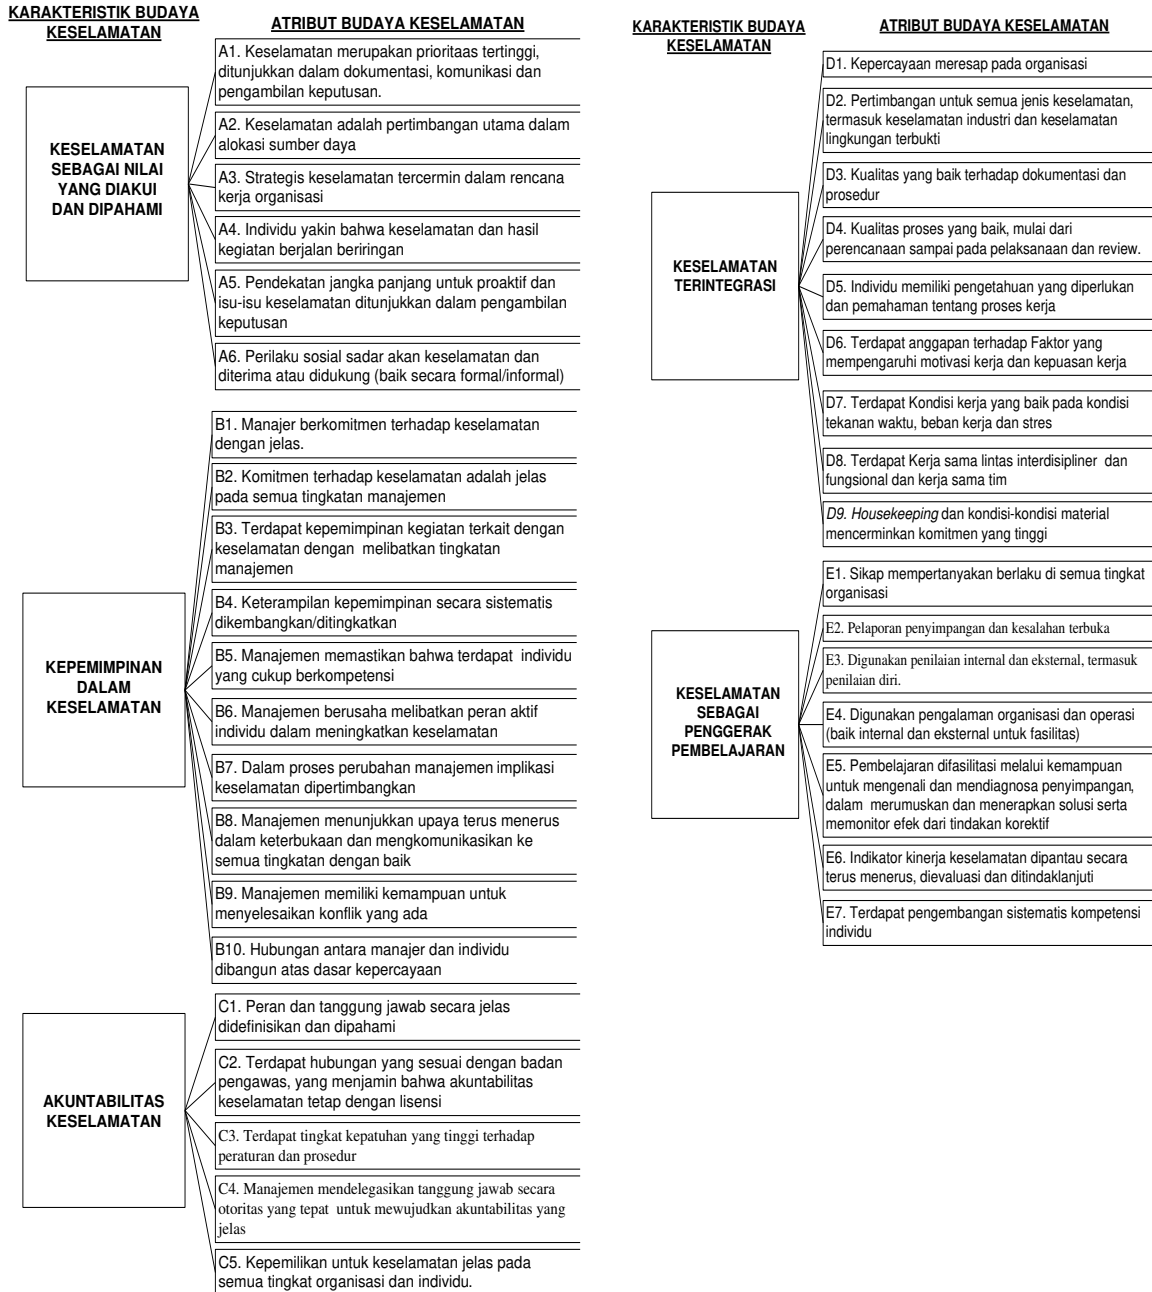 KARAKTERISTIK BUDAYA
KESELAMATAN
ATRIBUT BUDAYA KESELAMATAN
KESELAMATAN
SEBAGAI NILAI
YANG DIAKUI
DAN DIPAHAMI
A1. Keselamatan merupakan prioritaas tertinggi,
ditunjukkan dalam dokumentasi, komunikasi dan
pengambilan keputusan.
A2. Keselamatan adalah pertimbangan utama dalam
alokasi sumber daya
A3. Strategis keselamatan tercermin dalam rencana
kerja organisasi
A4. Individu yakin bahwa keselamatan dan hasil
kegiatan berjalan beriringan
A5. Pendekatan jangka panjang untuk proaktif dan
isu-isu keselamatan ditunjukkan dalam pengambilan
keputusan
A6. Perilaku sosial sadar akan keselamatan dan
diterima atau didukung (baik secara formal/informal)
KEPEMIMPINAN
DALAM
KESELAMATAN
B1. Manajer berkomitmen terhadap keselamatan
dengan jelas.
B2. Komitmen terhadap keselamatan adalah jelas
pada semua tingkatan manajemen
B3. Terdapat kepemimpinan kegiatan terkait dengan
keselamatan dengan melibatkan tingkatan
manajemen
B4. Keterampilan kepemimpinan secara sistematis
dikembangkan/ditingkatkan
B5. Manajemen memastikan bahwa terdapat individu
yang cukup berkompetensi
B6. Manajemen berusaha melibatkan peran aktif
individu dalam meningkatkan keselamatan
B7. Dalam proses perubahan manajemen implikasi
keselamatan dipertimbangkan
B8. Manajemen menunjukkan upaya terus menerus
dalam keterbukaan dan mengkomunikasikan ke
semua tingkatan dengan baik
B9. Manajemen memiliki kemampuan untuk
menyelesaikan konflik yang ada
B10. Hubungan antara manajer dan individu
dibangun atas dasar kepercayaan
AKUNTABILITAS
KESELAMATAN
C1. Peran dan tanggung jawab secara jelas
didefinisikan dan dipahami
C2. Terdapat hubungan yang sesuai dengan badan
pengawas, yang menjamin bahwa akuntabilitas
keselamatan tetap dengan lisensi
C3. Terdapat tingkat kepatuhan yang tinggi terhadap
peraturan dan prosedur
C4. Manajemen mendelegasikan tanggung jawab secara
otoritas yang tepat untuk mewujudkan akuntabilitas yang
jelas
C5. Kepemilikan untuk keselamatan jelas pada
semua tingkat organisasi dan individu.
KARAKTERISTIK BUDAYA
KESELAMATAN
ATRIBUT BUDAYA KESELAMATAN
KESELAMATAN
TERINTEGRASI
D1. Kepercayaan meresap pada organisasi
D2. Pertimbangan untuk semua jenis keselamatan,
termasuk keselamatan industri dan keselamatan
lingkungan terbukti
D3. Kualitas yang baik terhadap dokumentasi dan
prosedur
D4. Kualitas proses yang baik, mulai dari
perencanaan sampai pada pelaksanaan dan review.
D5. Individu memiliki pengetahuan yang diperlukan
dan pemahaman tentang proses kerja
D6. Terdapat anggapan terhadap Faktor yang
mempengaruhi motivasi kerja dan kepuasan kerja
D7. Terdapat Kondisi kerja yang baik pada kondisi
tekanan waktu, beban kerja dan stres
D8. Terdapat Kerja sama lintas interdisipliner dan
fungsional dan kerja sama tim
D9. Housekeeping dan kondisi-kondisi material
mencerminkan komitmen yang tinggi
KESELAMATAN
SEBAGAI
PENGGERAK
PEMBELAJARAN
E1. Sikap mempertanyakan berlaku di semua tingkat
organisasi
E2. Pelaporan penyimpangan dan kesalahan terbuka
E3. Digunakan penilaian internal dan eksternal, termasuk
penilaian diri.
E4. Digunakan pengalaman organisasi dan operasi
(baik internal dan eksternal untuk fasilitas)
E5. Pembelajaran difasilitasi melalui kemampuan
untuk mengenali dan mendiagnosa penyimpangan,
dalam merumuskan dan menerapkan solusi serta
memonitor efek dari tindakan korektif
E6. Indikator kinerja keselamatan dipantau secara
terus menerus, dievaluasi dan ditindaklanjuti
E7. Terdapat pengembangan sistematis kompetensi
individu